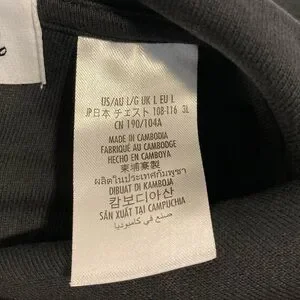 US/AU L/G UK L EU L
JP日本 チェスト 108-116 3L
CN 190/104A
MADE IN CAMBODIA
FABRIQUÉ AU CAMBODGE
HECHO EN CAMBOYA
柬埔寨製
ผลิตในประเทศกัมพูชา
DIBUAT DI KAMBOJA
캄보디아산
SẢN XUẤT TẠI CAMPUCHIA
صنع في كامبوديا